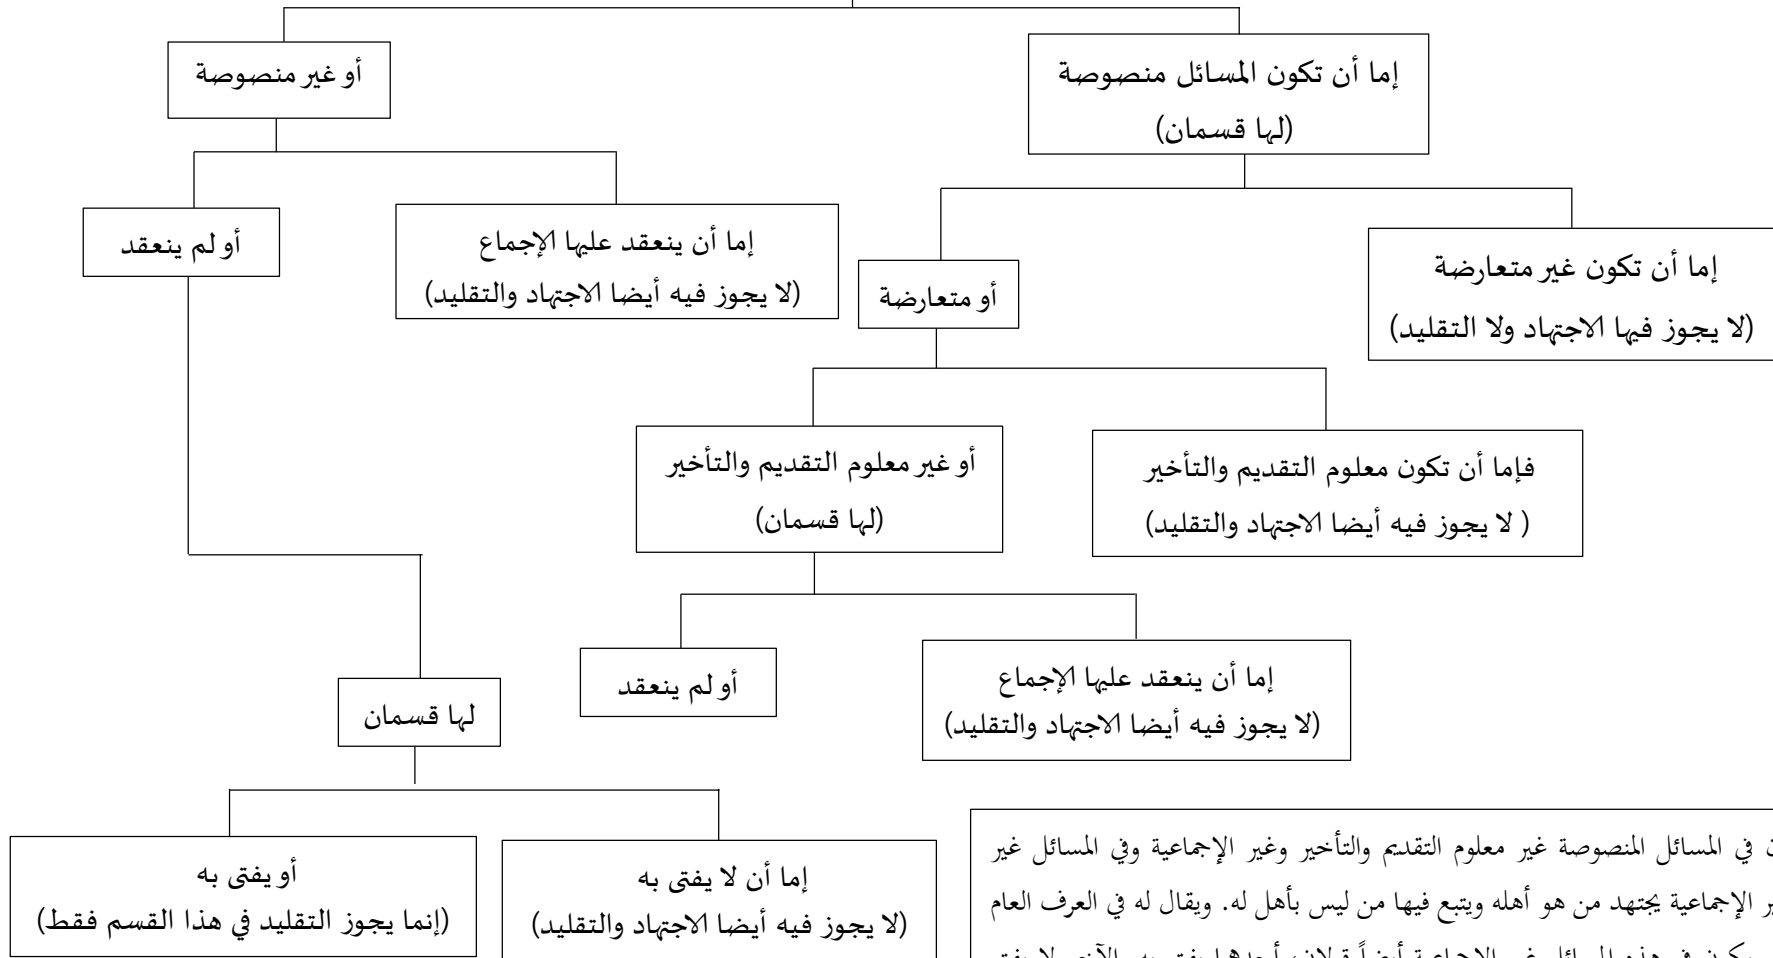 إما أن تكون المسائل منصوصة
(لها قسمان)
أو غير منصوصة
إما أن تكون غير متعارضة
(لا يجوز فيها الاجتهاد ولا التقليد)
أو متعارضة
إما أن ينعقد عليها الإجماع
(لا يجوز فيه أيضا الاجتهاد والتقليد)
أو لم ينعقد
فإما أن تكون معلوم التقديم والتأخير
( لا يجوز فيه أيضا الاجتهاد والتقليد)
أو غير معلوم التقديم والتأخير
(لها قسمان)
إما أن ينعقد عليها الإجماع
(لا يجوز فيه أيضا الاجتهاد والتقليد)
أو لم ينعقد
لها قسمان
إما أن لا يفتى به
(لا يجوز فيه أيضا الاجتهاد والتقليد)
أو يفتى به
(إنما يجوز التقليد في هذا القسم فقط)
في المسائل المنصوصة غير معلوم التقديم والتأخير وغير الإجماعية وفي المسائل غير
الإجماعية يجتهد من هو أهله ويتبع فيها من ليس بأهل له. ويقال له في العرف العام